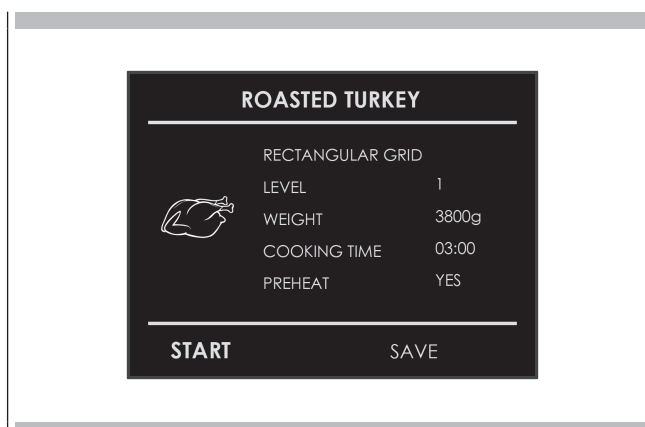 ROASTED TURKEY
RECTANGULAR GRID
LEVEL 1
WEIGHT 3800g
COOKING TIME 03:00
PREHEAT YES
START SAVE